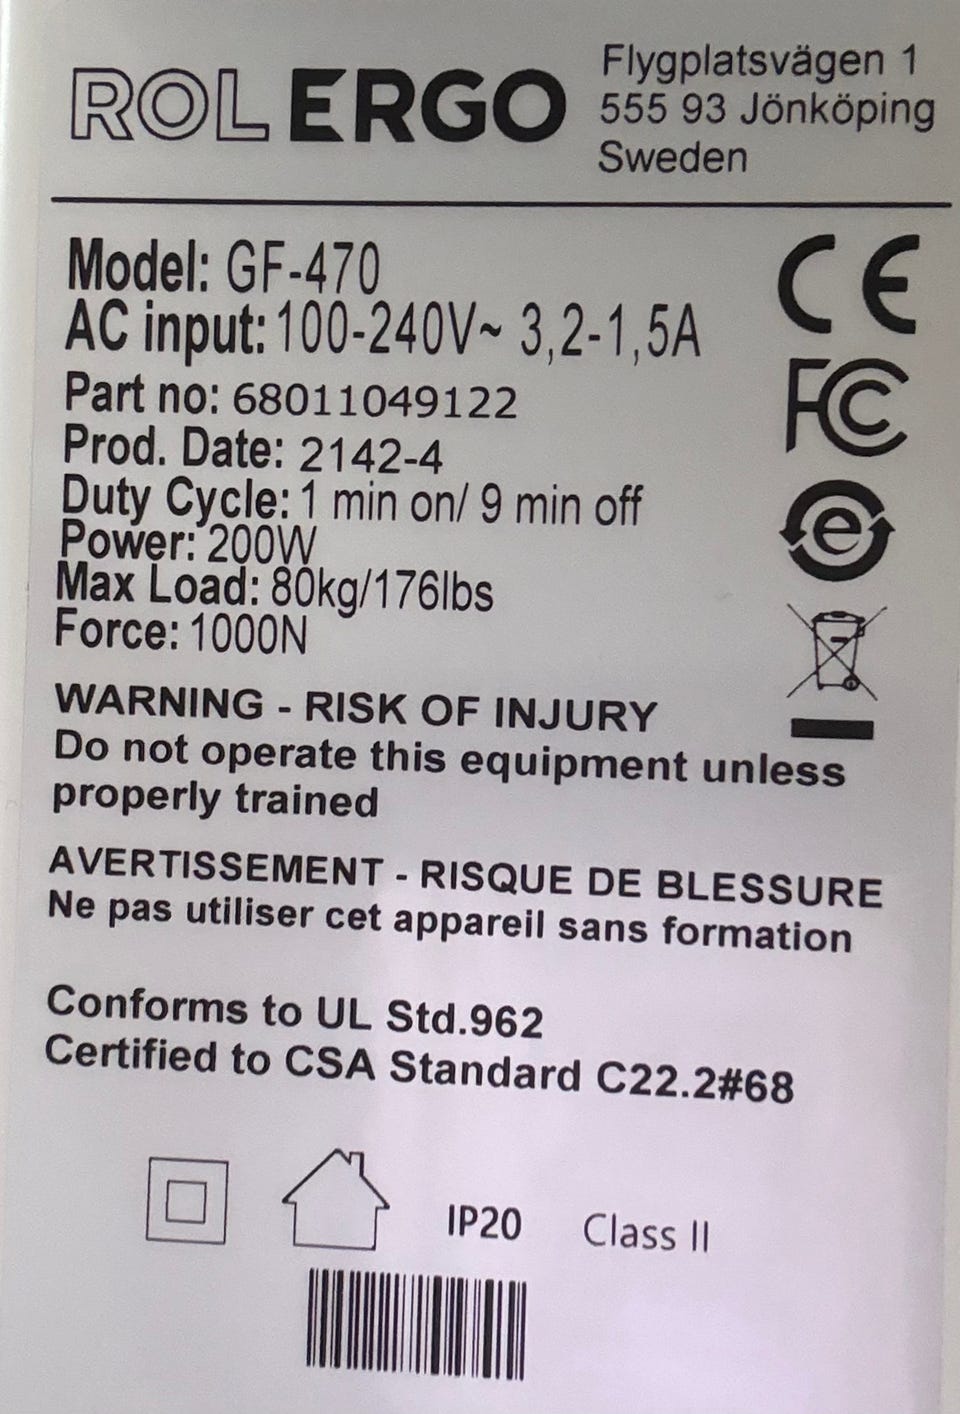 ROL ERGO
Flygplatsvägen 1
555 93 Jönköping
Sweden
Model: GF-470
AC input: 100-240V~ 3,2-1,5A
Part no: 68011049122
Prod. Date: 2142-4
Duty Cycle: 1 min on/ 9 min off
Power: 200W
Max Load: 80kg/176lbs
Force: 1000N
CE
FC
e
WARNING - RISK OF INJURY
Do not operate this equipment unless
properly trained
AVERTISSEMENT - RISQUE DE BLESSURE
Ne pas utiliser cet appareil sans formation
Conforms to UL Std.962
Certified to CSA Standard C22.2#68
IP20 Class II